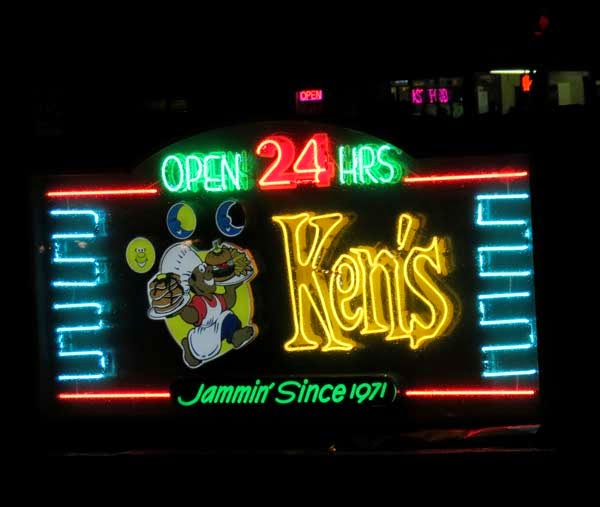 OPEN
OPEN 24 HRS
Ken's
Jammin' Since 1971